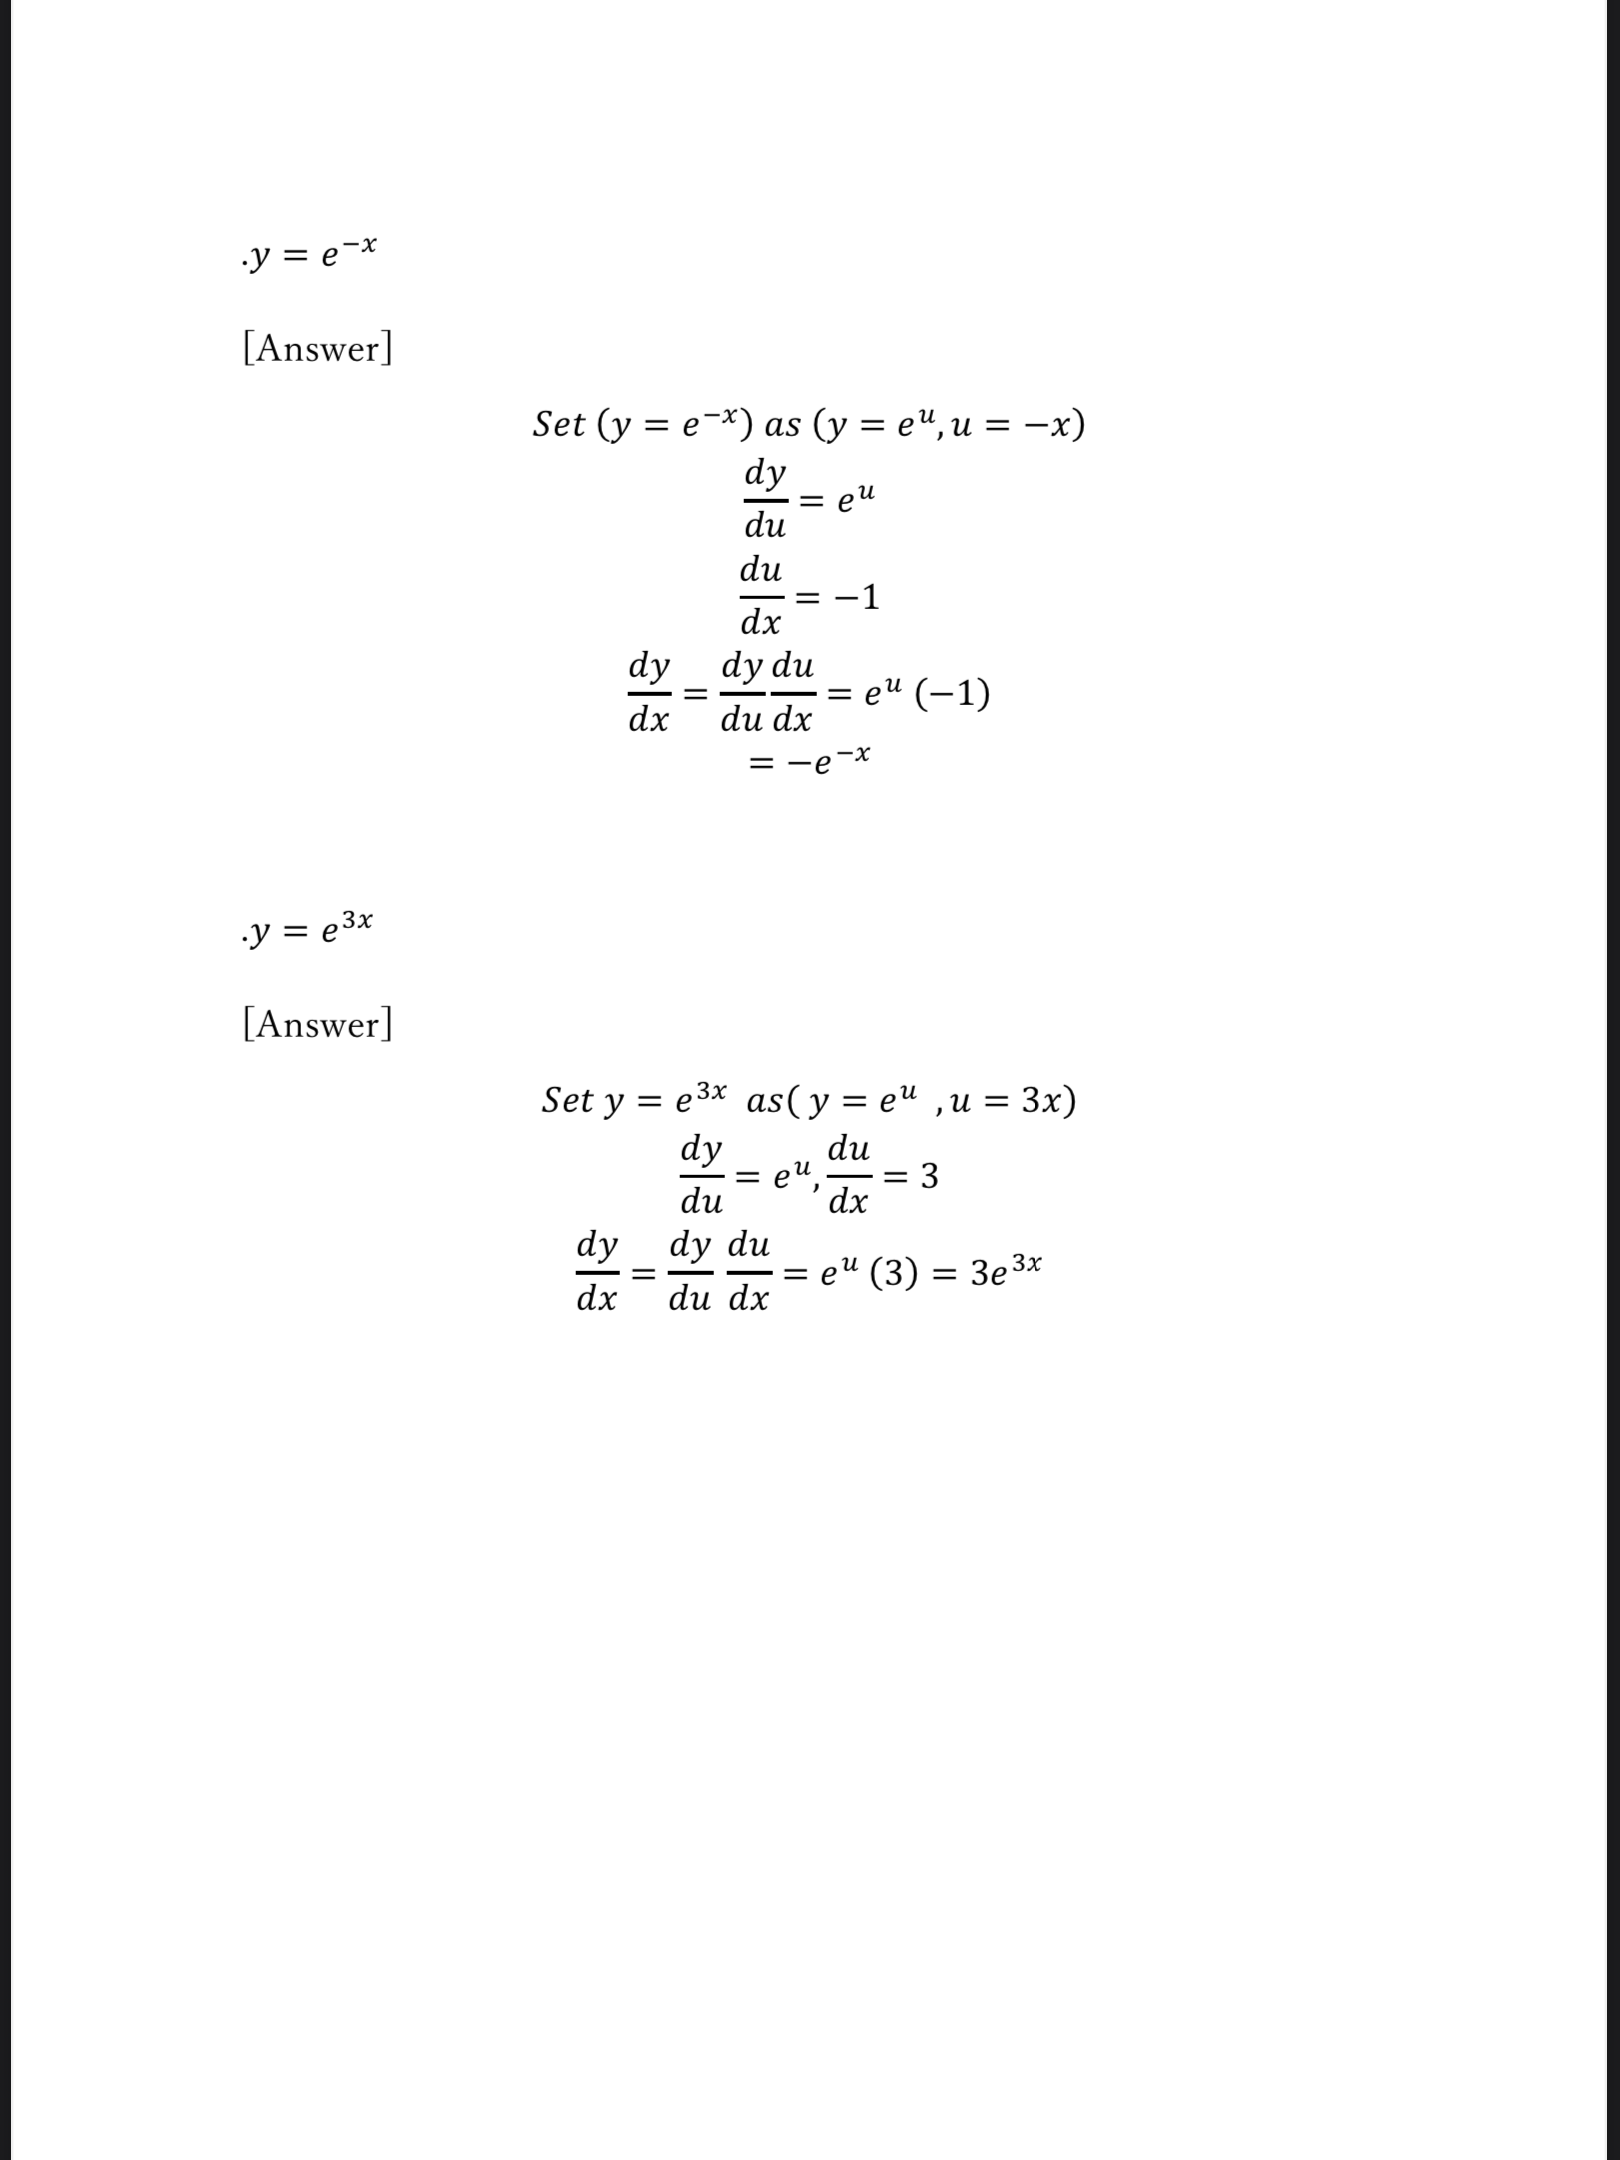 .y = e^{-x}
[Answer]
Set (y = e^{-x}) as (y = e^{u}, u = -x)
\frac{dy}{du} = e^{u}
\frac{du}{dx} = -1
\frac{dy}{dx} = \frac{dy}{du} \frac{du}{dx} = e^{u} (-1)
= -e^{-x}
.y = e^{3x}
[Answer]
Set y = e^{3x} as( y = e^{u} , u = 3x)
\frac{dy}{du} = e^{u}, \frac{du}{dx} = 3
\frac{dy}{dx} = \frac{dy}{du} \frac{du}{dx} = e^{u} (3) = 3e^{3x}